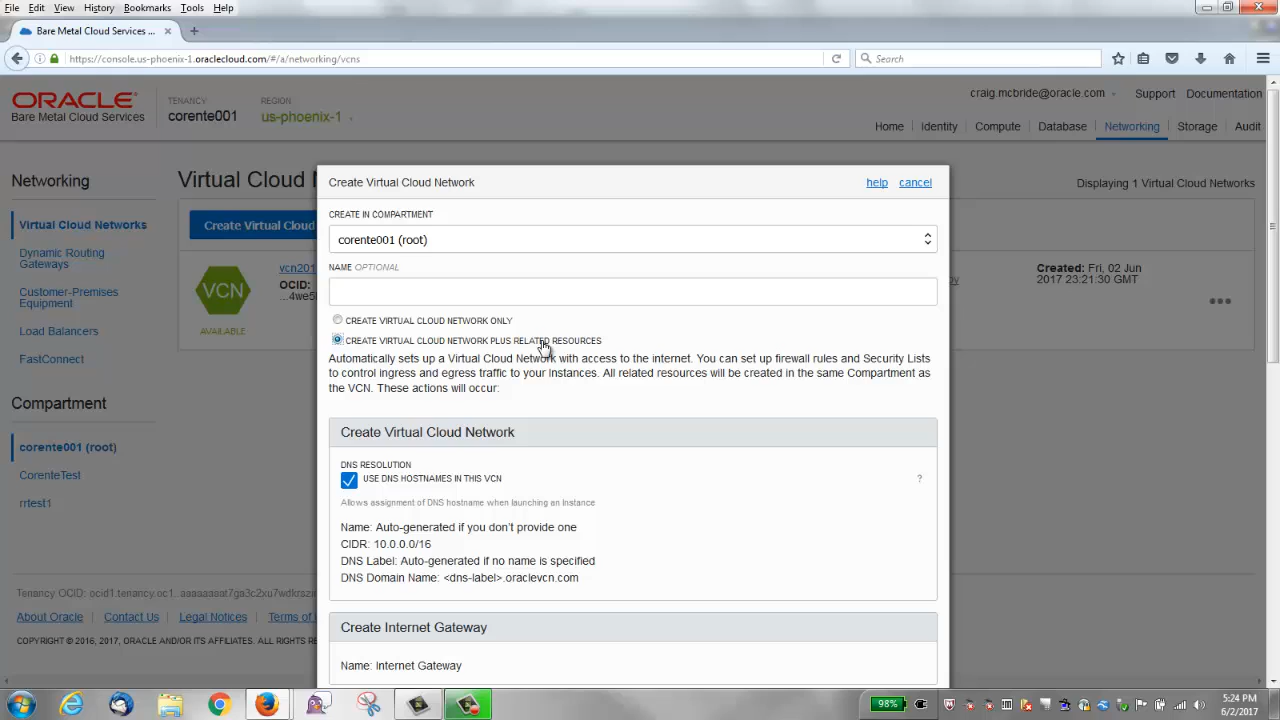 File Edit View History Bookmarks Tools Help
Bare Metal Cloud Services ...
https://console.us-phoenix-1.oraclecloud.com/#/a/networking/vcns
Search
ORACLE
Bare Metal Cloud Services
TENANCY
corente001
REGION
us-phoenix-1
craig.mcbride@oracle.com
Support
Documentation
Home
Identity
Compute
Database
Networking
Storage
Audit
Networking
Virtual Cloud Networks
Dynamic Routing
Gateways
Customer-Premises
Equipment
Load Balancers
FastConnect
Compartment
corente001 (root)
CorenteTest
rrtest1
Virtual Cloud N
Displaying 1 Virtual Cloud Networks
Create Virtual Cloud
VCN
AVAILABLE
vcn201
OCID:
...4we5
Created: Fri, 02 Jun
2017 23:21:30 GMT
Create Virtual Cloud Network
help
cancel
CREATE IN COMPARTMENT
corente001 (root)
NAME OPTIONAL
CREATE VIRTUAL CLOUD NETWORK ONLY
CREATE VIRTUAL CLOUD NETWORK PLUS RELATED RESOURCES
Automatically sets up a Virtual Cloud Network with access to the internet. You can set up firewall rules and Security Lists
to control ingress and egress traffic to your Instances. All related resources will be created in the same Compartment as
the VCN. These actions will occur:
Create Virtual Cloud Network
DNS RESOLUTION
USE DNS HOSTNAMES IN THIS VCN
?
Allows assignment of DNS hostname when launching an Instance
Name: Auto-generated if you don't provide one
CIDR: 10.0.0.0/16
DNS Label: Auto-generated if no name is specified
DNS Domain Name: <dns-label>.oraclevcn.com
Create Internet Gateway
Name: Internet Gateway
Tenancy OCID: ocid1.tenancy.oc1..aaaaaaaat7ga3c2xu7wdkrszx
About Oracle
Contact Us
Legal Notices
Terms of
COPYRIGHT © 2016, 2017, ORACLE AND/OR ITS AFFILIATES. ALL RIGHTS RE
98%
5:24 PM
6/2/2017